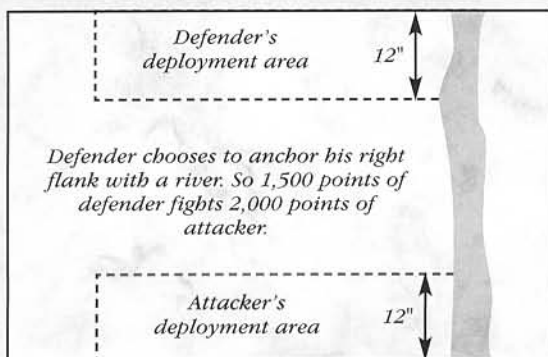 Defender's
deployment area
12"
Defender chooses to anchor his right
flank with a river. So 1,500 points of
defender fights 2,000 points of
attacker.
Attacker's
deployment area
12"